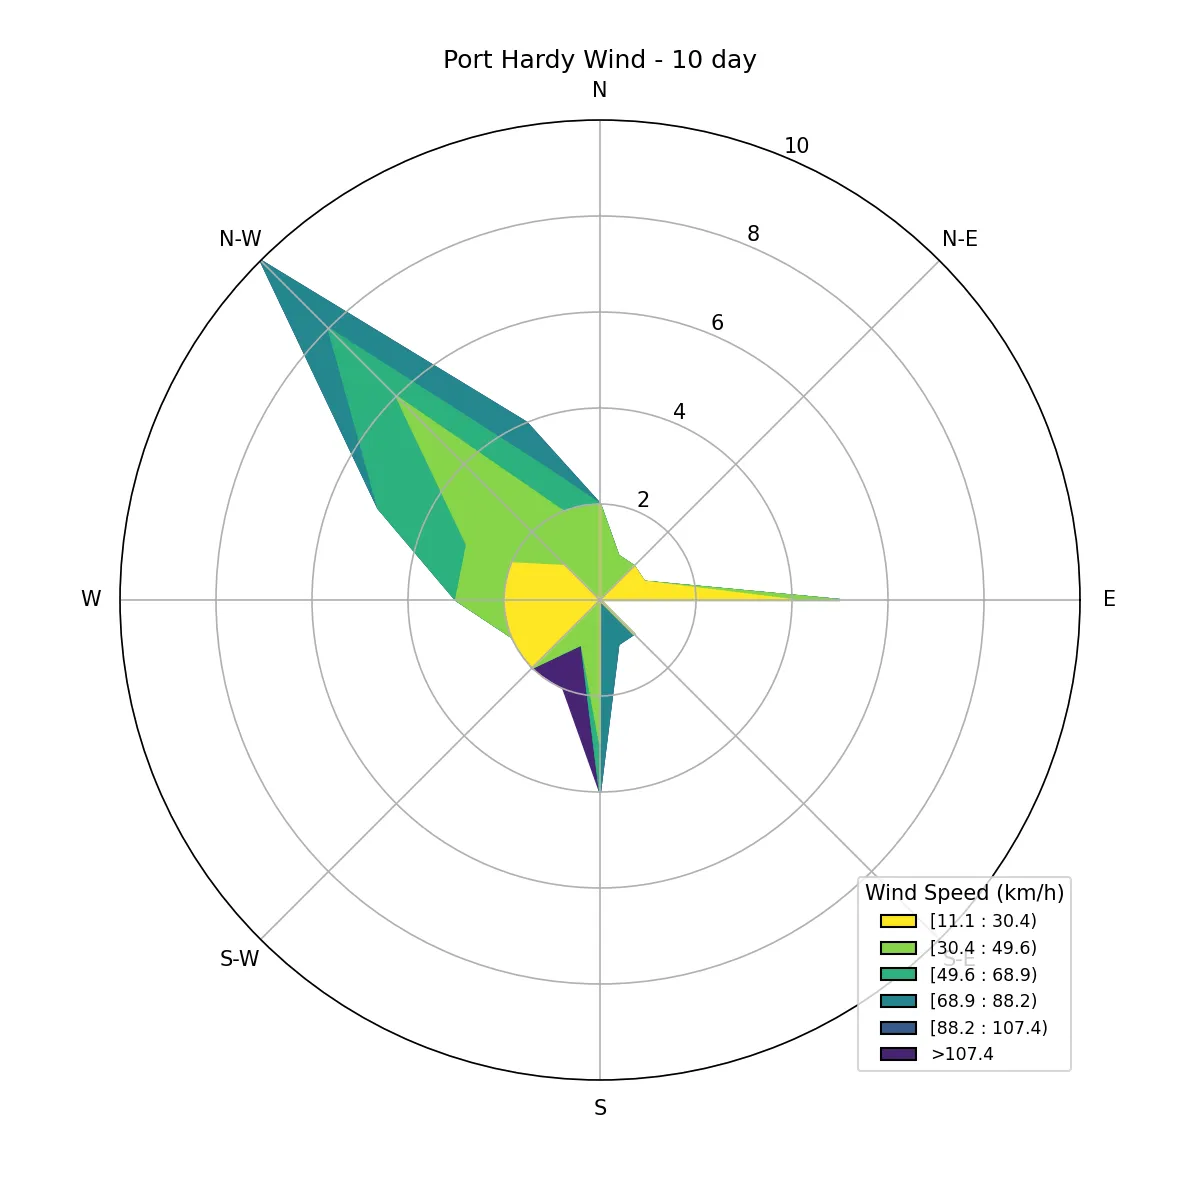 Port Hardy Wind - 10 day
N
10
N-W
N-E
8
6
4
2
W
E
Wind Speed (km/h)
[11.1 : 30.4)
[30.4 : 49.6)
[49.6 : 68.9)
[68.9 : 88.2)
[88.2 : 107.4)
>107.4
S-W
S-E
S